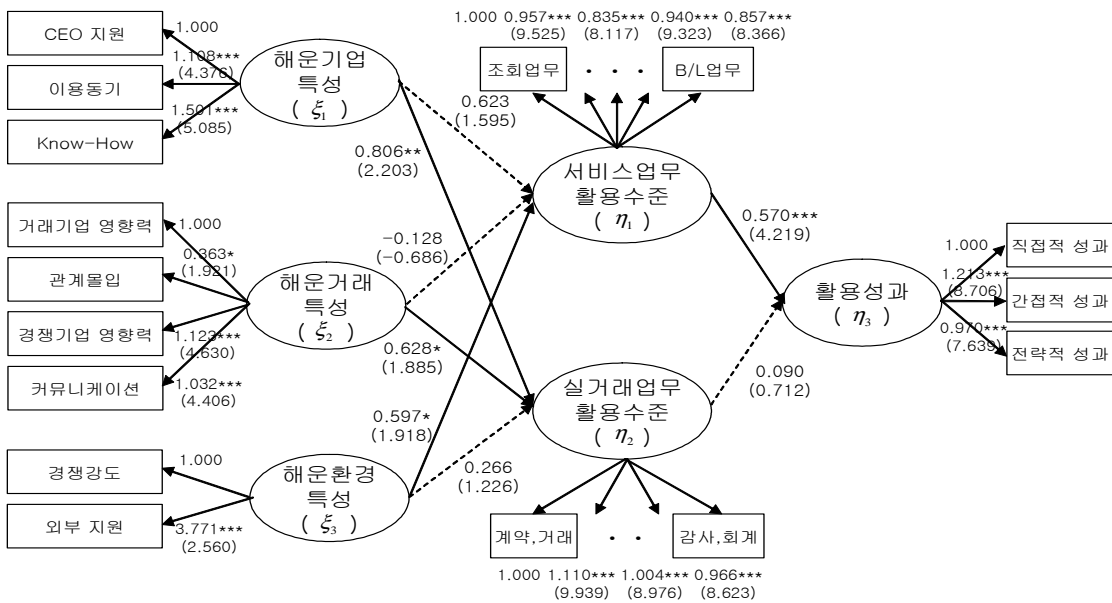 1.000 0.957*** 0.835*** 0.940*** 0.857***
(9.525) (8.117) (9.323) (8.366)
조회업무 · · · B/L업무
CEO 지원
이용동기
Know-How
1.000
1.108***
(4.376)
1.501***
(5.085)
해운기업
특성
( ξ₁ )
0.623
(1.595)
0.806**
(2.203)
서비스업무
활용수준
( η₁ )
거래기업 영향력
관계몰입
경쟁기업 영향력
커뮤니케이션
1.000
0.363*
(1.921)
1.123***
(4.630)
1.032***
(4.406)
해운거래
특성
( ξ₂ )
-0.128
(-0.686)
0.628*
(1.885)
0.570***
(4.219)
활용성과
( η₃ )
1.000
1.213***
(8.706)
0.970***
(7.639)
직접적 성과
간접적 성과
전략적 성과
0.090
(0.712)
실거래업무
활용수준
( η₂ )
0.597*
(1.918)
0.266
(1.226)
경쟁강도
외부 지원
1.000
3.771***
(2.560)
해운환경
특성
( ξ₃ )
계약,거래 · · 감사,회계
1.000 1.110*** 1.004*** 0.966***
(9.939) (8.976) (8.623)